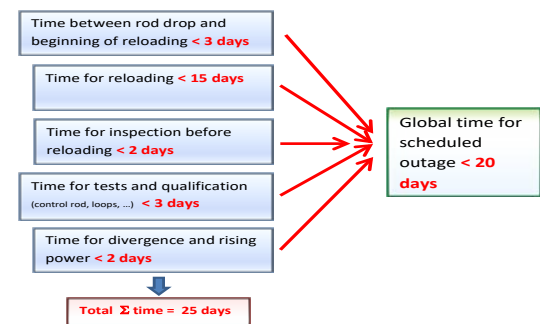 Time between rod drop and
beginning of reloading < 3 days
Time for reloading < 15 days
Time for inspection before
reloading < 2 days
Time for tests and qualification
(control rod, loops, ...) < 3 days
Time for divergence and rising
power < 2 days
Total Σ time = 25 days
Global time for
scheduled
outage < 20
days